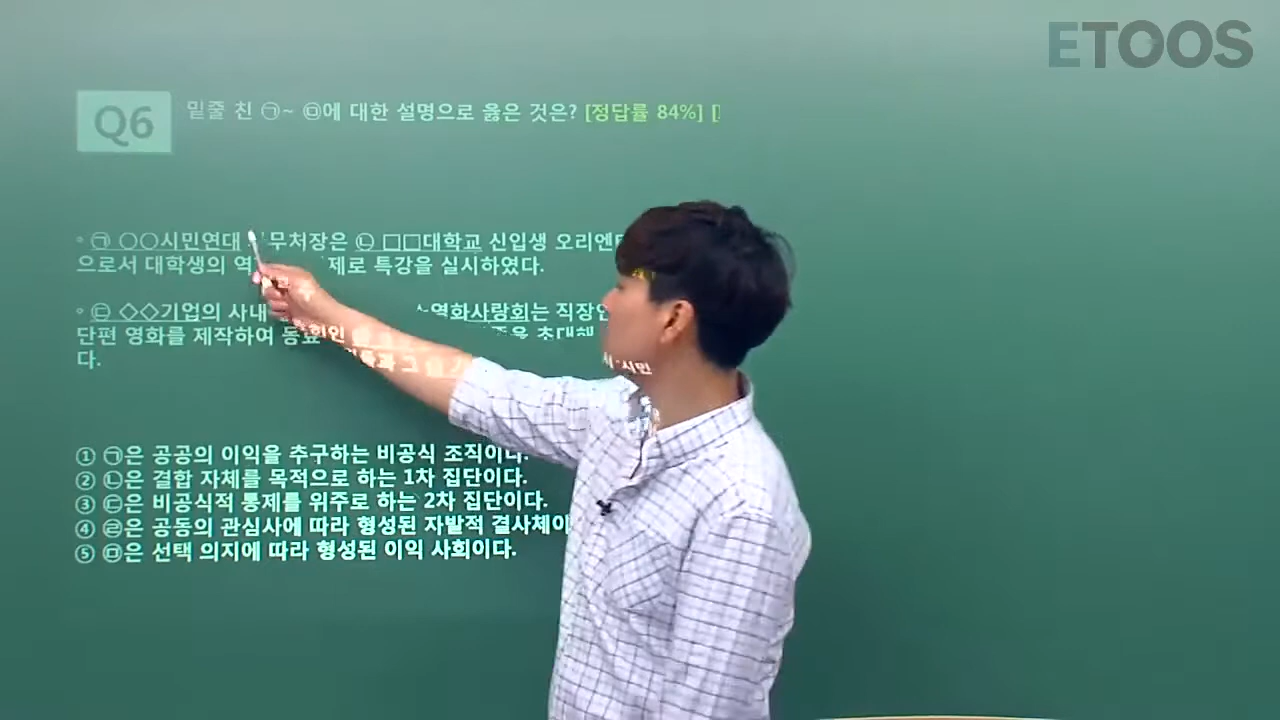 ETOOS
Q6
밑줄 친 ㉠~ ㉤에 대한 설명으로 옳은 것은? [정답률 84%] [
◦ ㉠ ○○시민연대 무처장은 ㉡ □□대학교 신입생 오리엔
으로서 대학생의 역 제로 특강을 실시하였다.
◦ ㉢ ◇◇기업의 사내 영화사랑회는 직장인
단편 영화를 제작하여 동료 초대해
다.
① ㉠은 공공의 이익을 추구하는 비공식 조직이다.
② ㉡은 결합 자체를 목적으로 하는 1차 집단이다.
③ ㉢은 비공식적 통제를 위주로 하는 2차 집단이다.
④ ㉣은 공동의 관심사에 따라 형성된 자발적 결사체이
⑤ ㉤은 선택 의지에 따라 형성된 이익 사회이다.